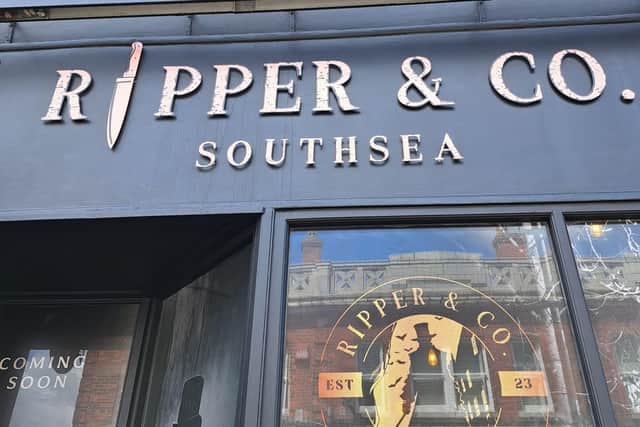 RIPPER & CO.
SOUTHSEA
COMING
SOON
RIPPER & CO.
EST 23